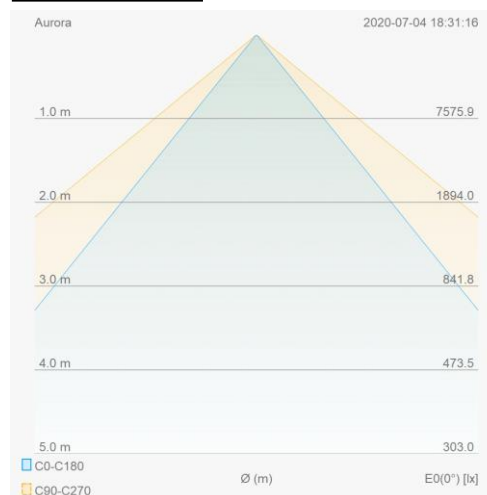 Aurora 2020-07-04 18:31:16
1.0 m 7575.9
2.0 m 1894.0
3.0 m 841.8
4.0 m 473.5
5.0 m 303.0
C0-C180
Ø (m) E0(0°) [lx]
C90-C270